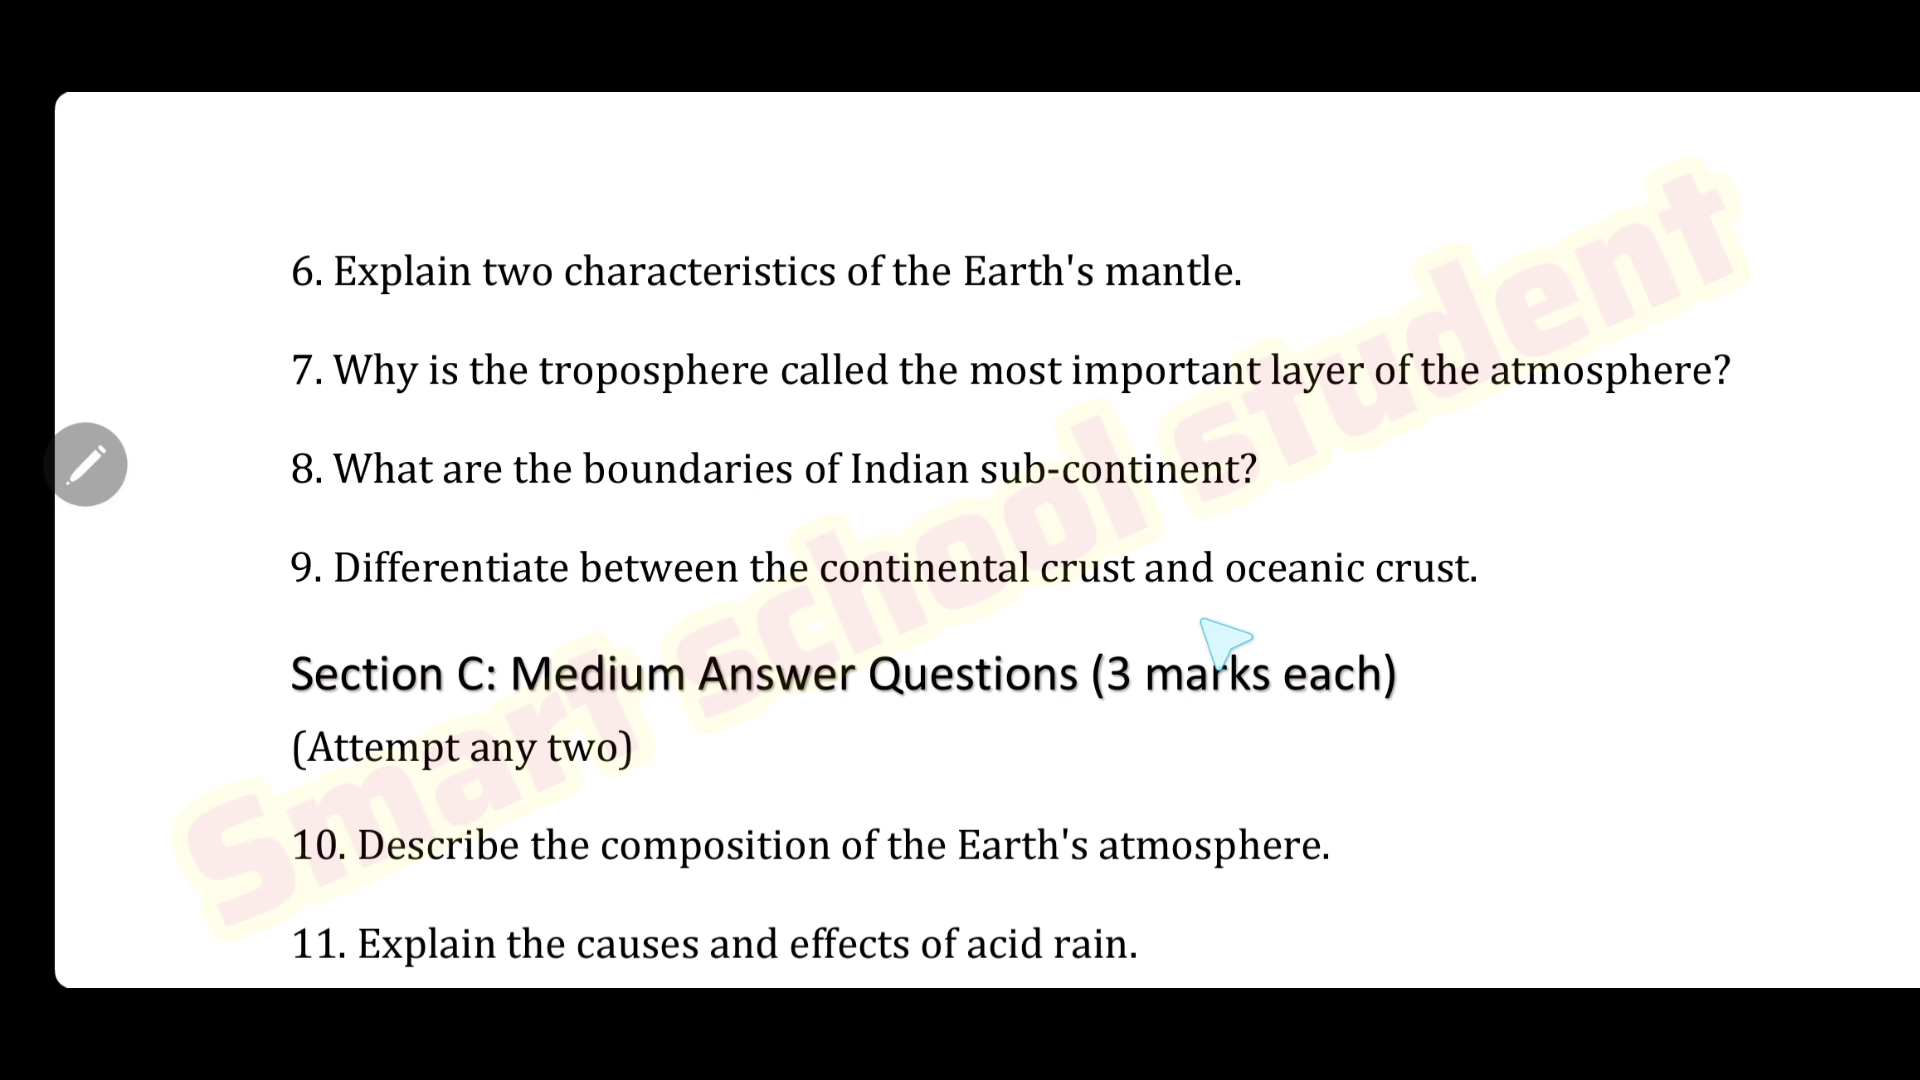 6. Explain two characteristics of the Earth's mantle.
7. Why is the troposphere called the most important layer of the atmosphere?
8. What are the boundaries of Indian sub-continent?
9. Differentiate between the continental crust and oceanic crust.
Section C: Medium Answer Questions (3 marks each)
(Attempt any two)
10. Describe the composition of the Earth's atmosphere.
11. Explain the causes and effects of acid rain.
Smart school student